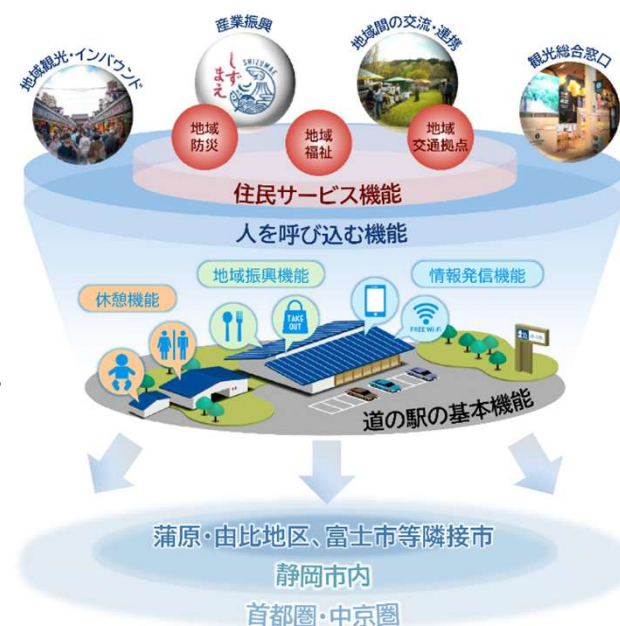 産業振興
地域間の交流・連携
地域観光・インバウンド
観光総合窓口
しずまえ
SHIZUMAE
地域
防災
地域
福祉
地域
交通拠点
住民サービス機能
人を呼び込む機能
地域振興機能
情報発信機能
休憩機能
TAKE
OUT
FREE Wi-Fi
道の駅の基本機能
蒲原・由比地区、富士市等隣接市
静岡市内
首都圏・中京圏